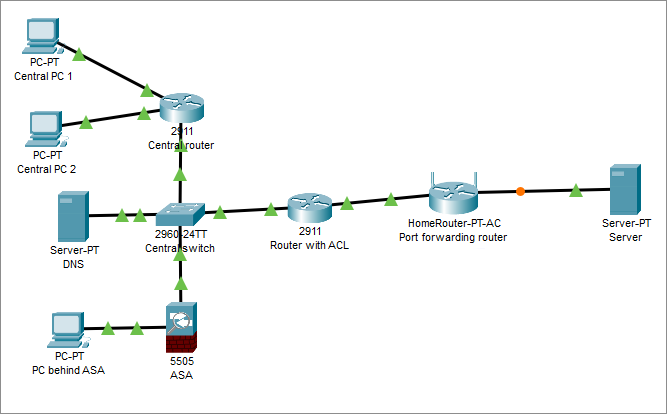 PC-PT
Central PC 1
2911
Central router
PC-PT
Central PC 2
Server-PT
DNS
2960-24TT
Central switch
2911
Router with ACL
HomeRouter-PT-AC
Port forwarding router
Server-PT
Server
PC-PT
PC behind ASA
5505
ASA